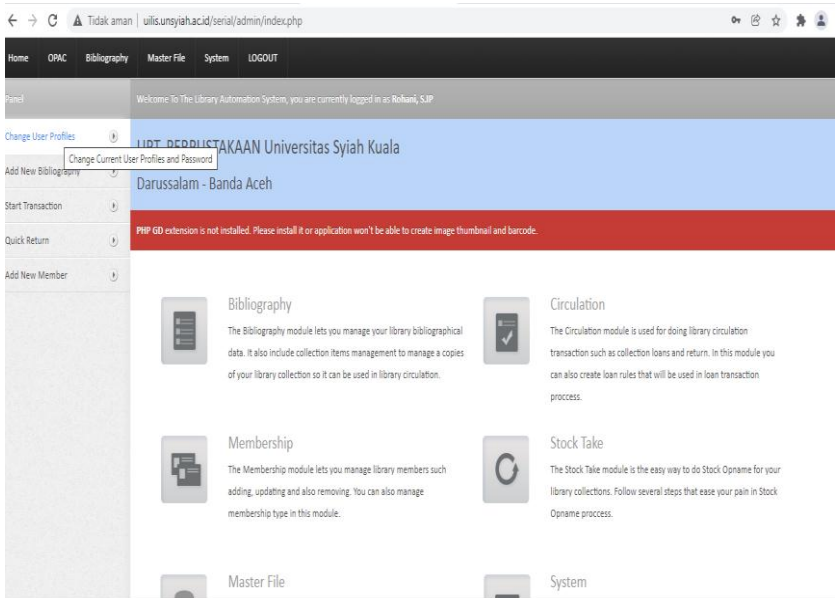 Tidak aman | uilis.unsyiah.ac.id/serial/admin/index.php
Home OPAC Bibliography Master File System LOGOUT
Panel
Welcome To The Library Automation System, you are currently logged in as Rohani, S.IP
Change User Profiles
Change Current User Profiles and Password
Add New Bibliography
Start Transaction
Quick Return
Add New Member
UPT. PERPUSTAKAAN Universitas Syiah Kuala
Darussalam - Banda Aceh
PHP GD extension is not installed. Please install it or application won't be able to create image thumbnail and barcode.
Bibliography
The Bibliography module lets you manage your library bibliographical
data. It also include collection items management to manage a copies
of your library collection so it can be used in library circulation.
Circulation
The Circulation module is used for doing library circulation
transaction such as collection loans and return. In this module you
can also create loan rules that will be used in loan transaction
proccess.
Membership
The Membership module lets you manage library members such
adding, updating and also removing. You can also manage
membership type in this module.
Stock Take
The Stock Take module is the easy way to do Stock Opname for your
library collections. Follow several steps that ease your pain in Stock
Opname proccess.
Master File
System